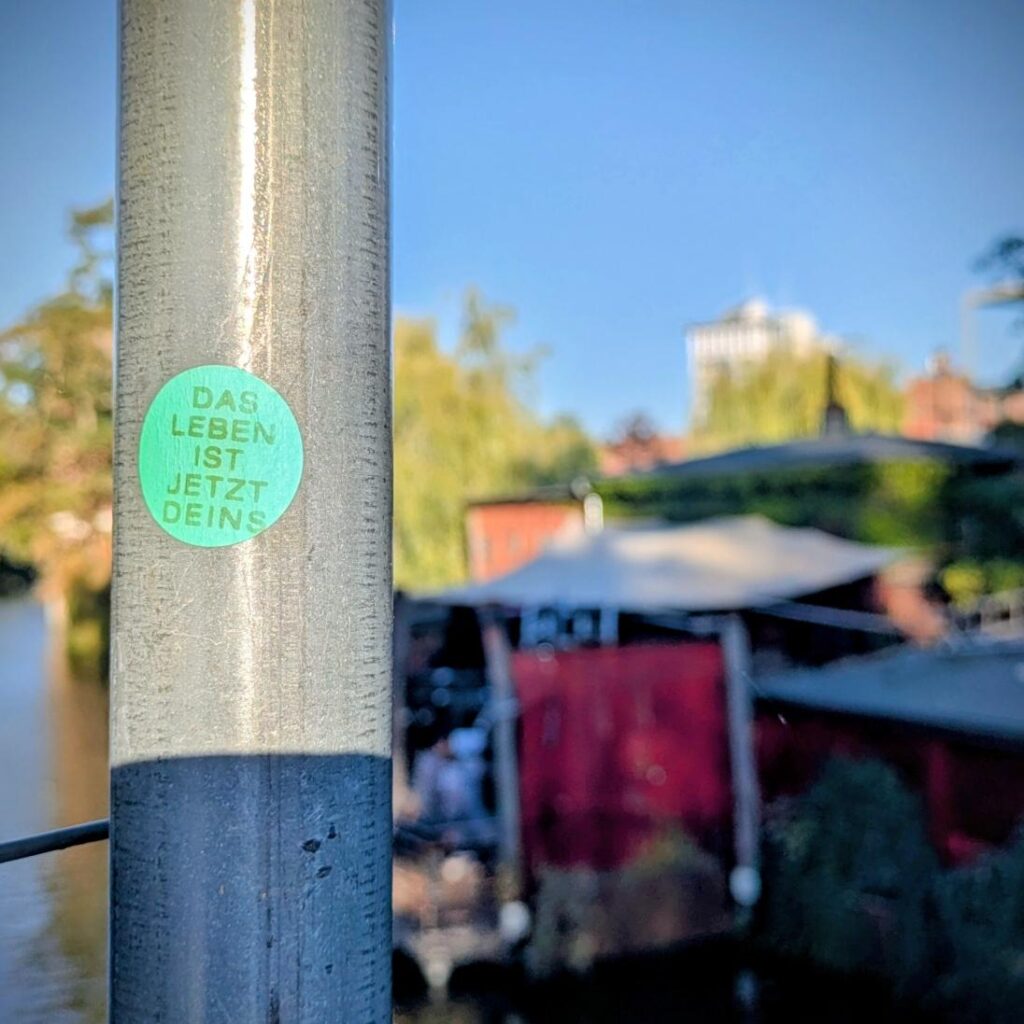 DAS
LEBEN
IST
JETZT
DEINS